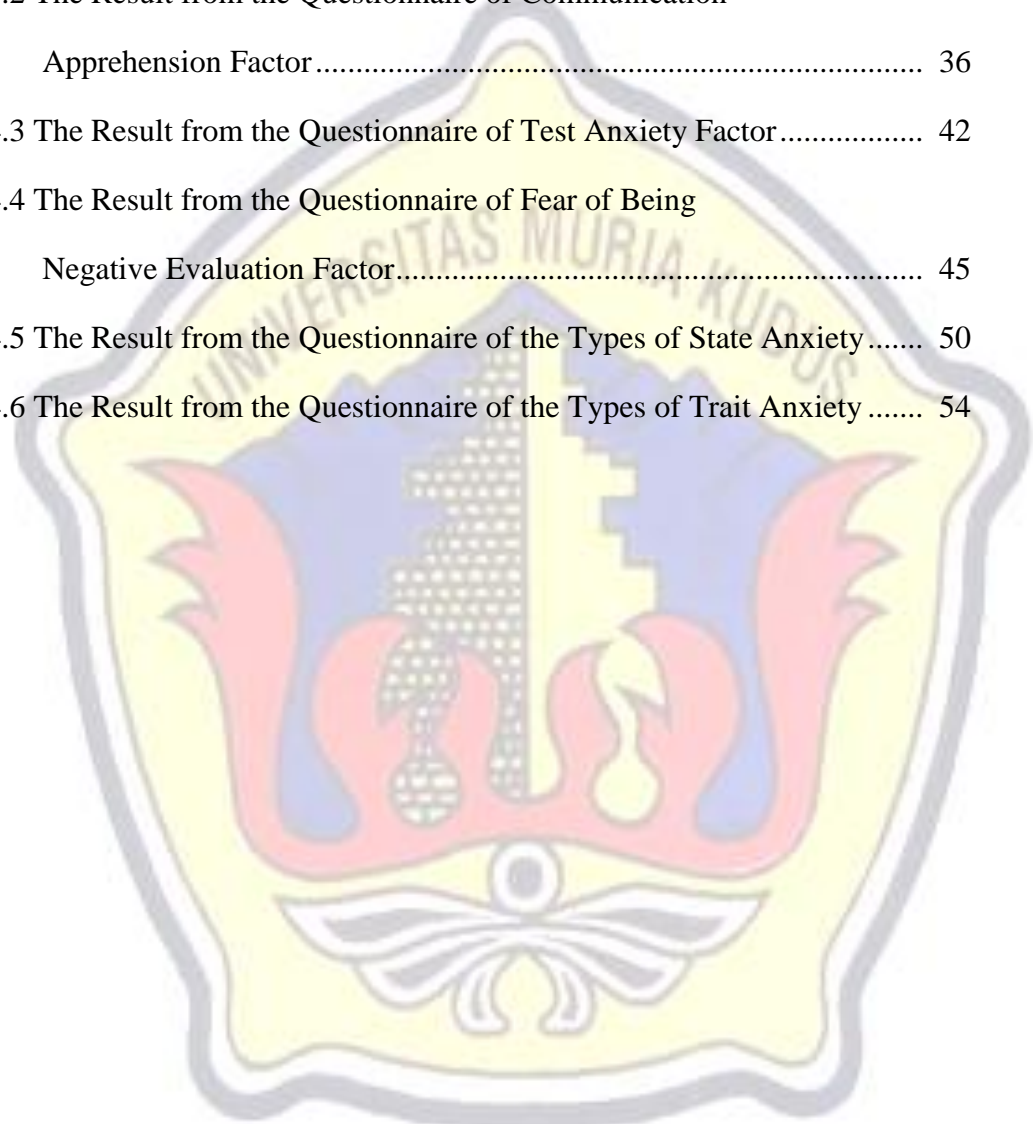 .2 The Result from the Questionnaire of Communication
Apprehension Factor ........................................................................... 36
.3 The Result from the Questionnaire of Test Anxiety Factor .................. 42
.4 The Result from the Questionnaire of Fear of Being
Negative Evaluation Factor ................................................................. 45
UNIVERSITAS MURIA KUDUS
.5 The Result from the Questionnaire of the Types of State Anxiety ....... 50
.6 The Result from the Questionnaire of the Types of Trait Anxiety ....... 54